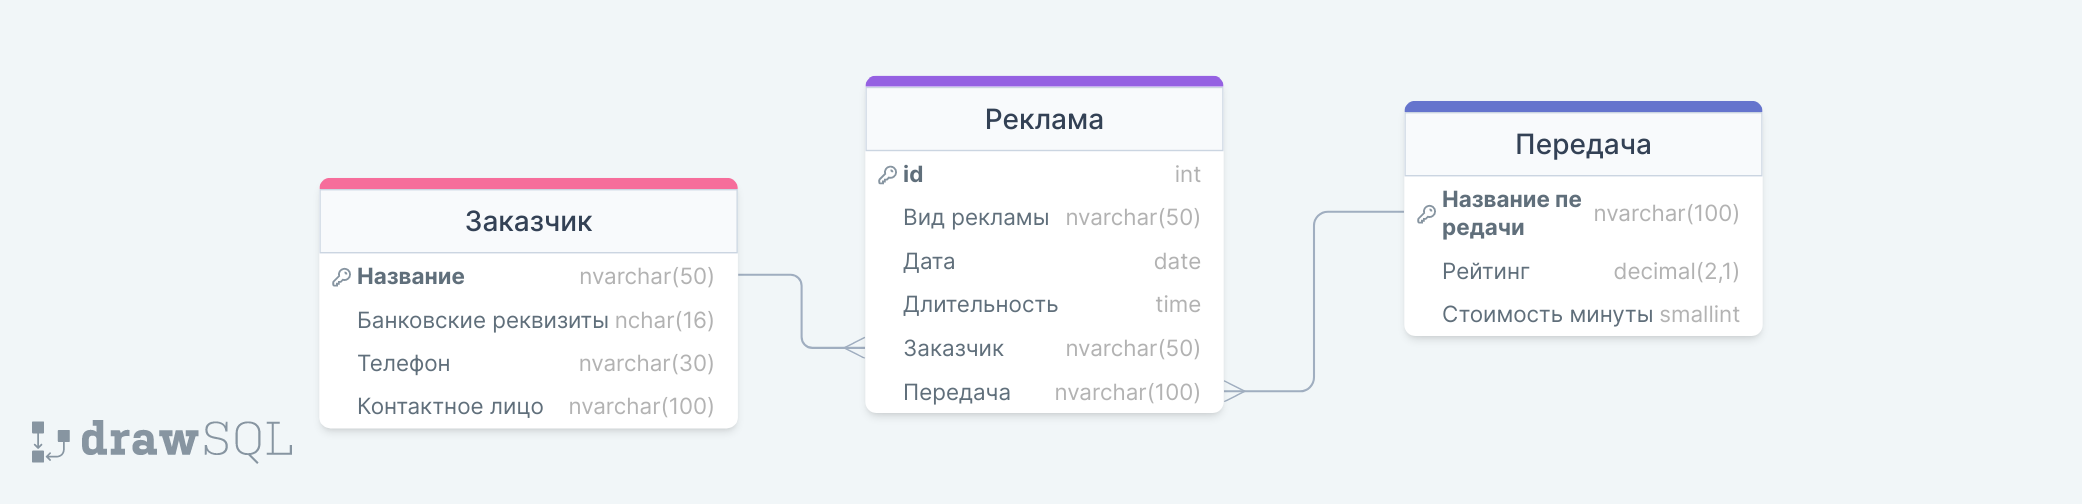 Заказчик
Название nvarchar(50)
Банковские реквизиты nchar(16)
Телефон nvarchar(30)
Контактное лицо nvarchar(100)
Реклама
id int
Вид рекламы nvarchar(50)
Дата date
Длительность time
Заказчик nvarchar(50)
Передача nvarchar(100)
Передача
Название пе
редачи nvarchar(100)
Рейтинг decimal(2,1)
Стоимость минуты smallint
drawSQL